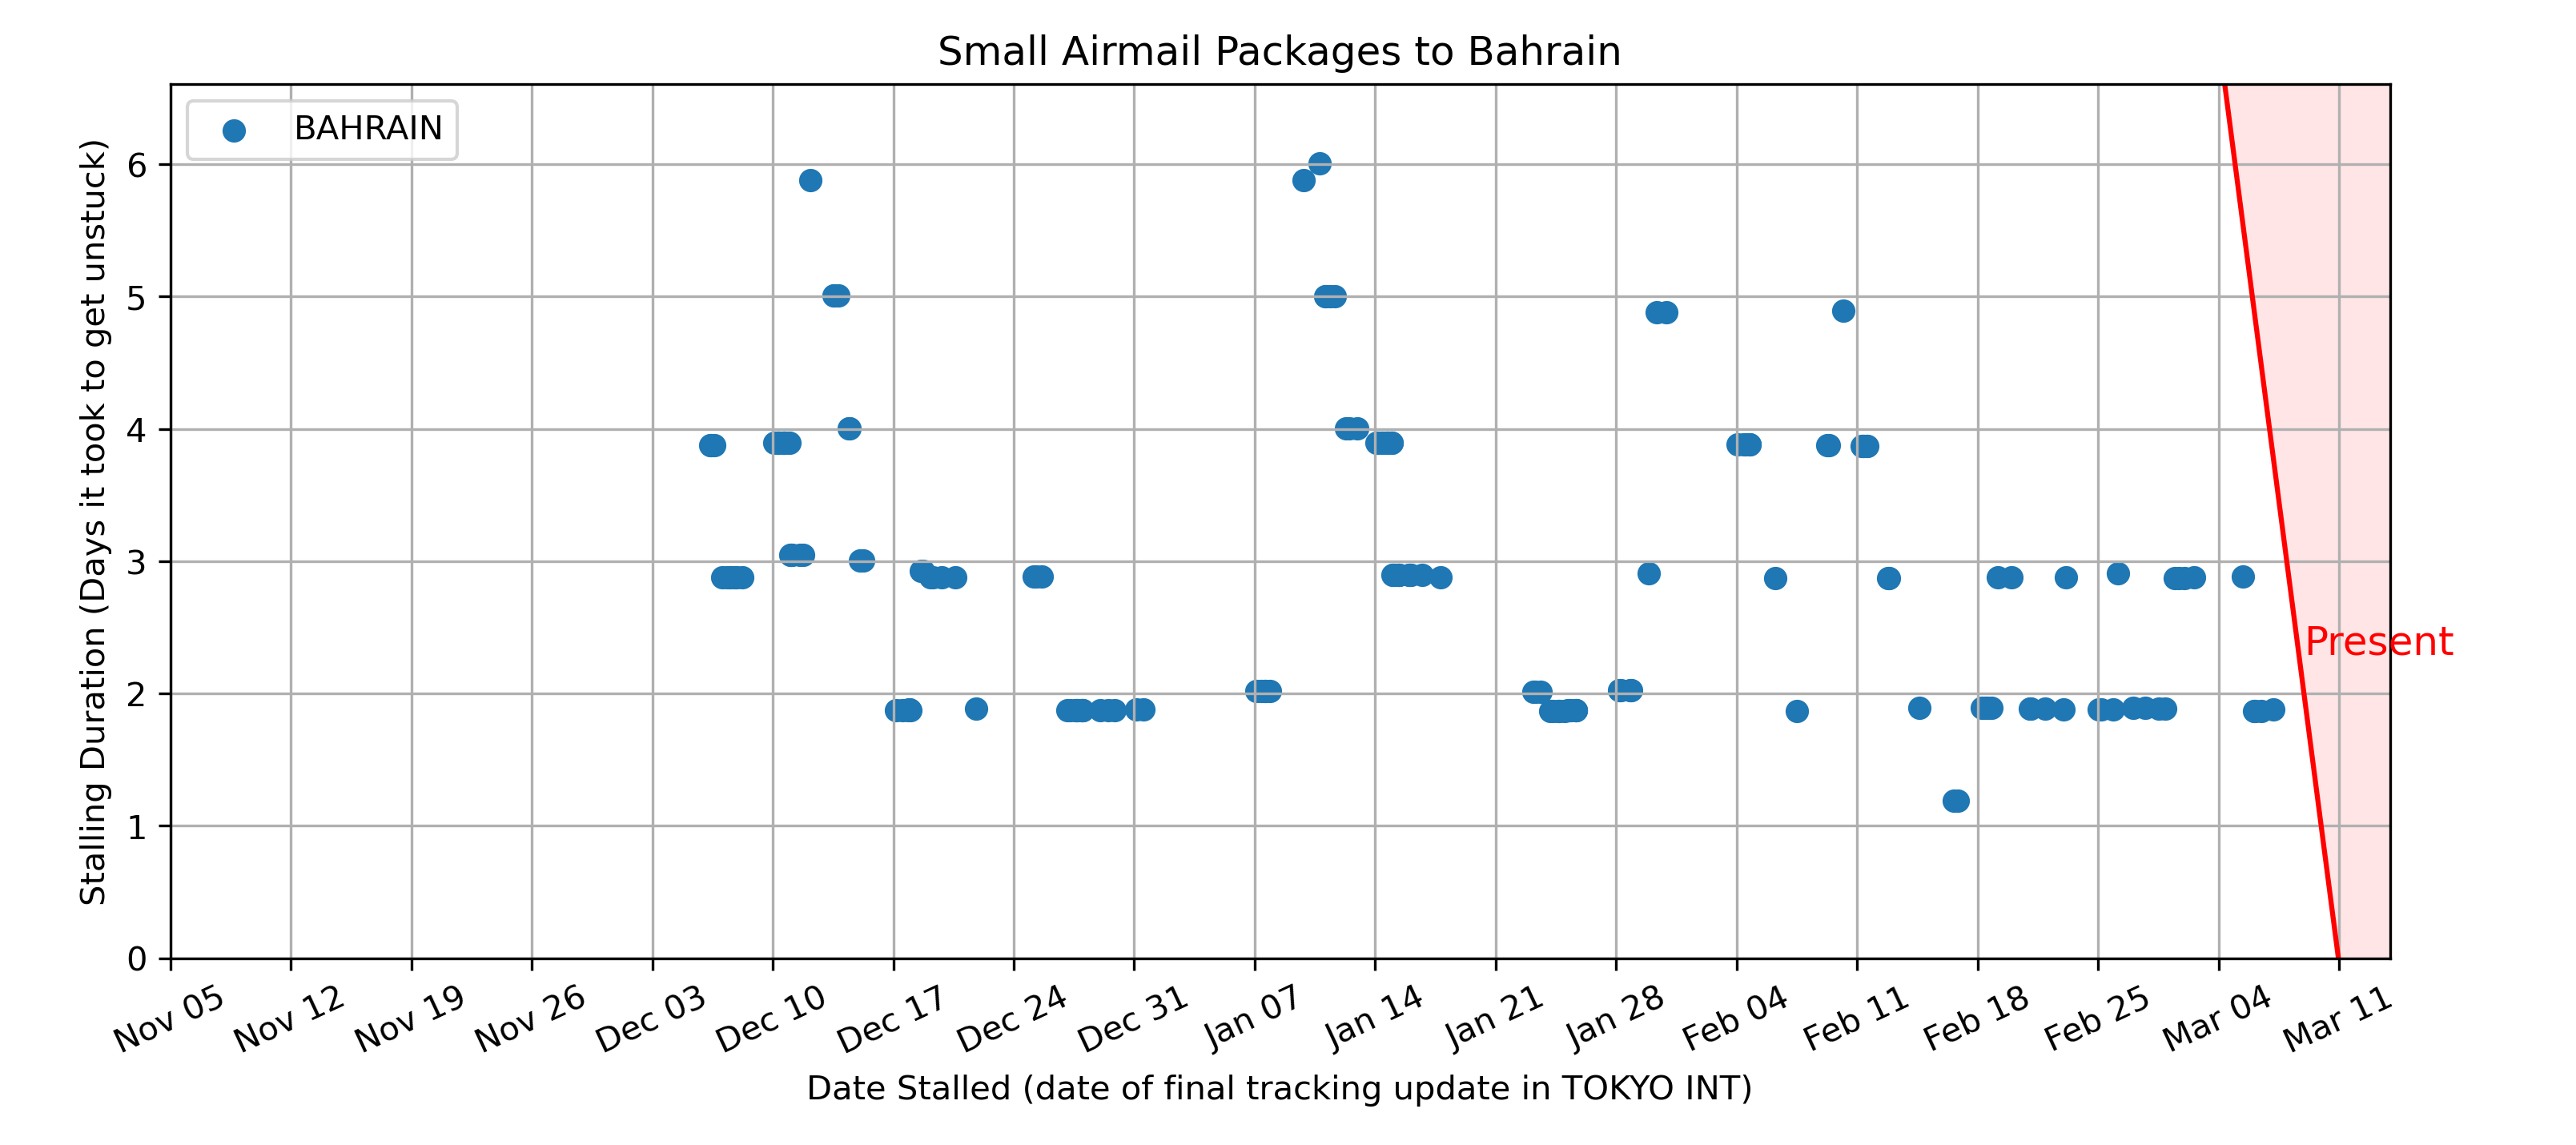 Small Airmail Packages to Bahrain
BAHRAIN
Stalling Duration (Days it took to get unstuck)
6
5
4
3
2
1
0
Present
Nov 05
Nov 12
Nov 19
Nov 26
Dec 03
Dec 10
Dec 17
Dec 24
Dec 31
Jan 07
Jan 14
Jan 21
Jan 28
Feb 04
Feb 11
Feb 18
Feb 25
Mar 04
Mar 11
Date Stalled (date of final tracking update in TOKYO INT)